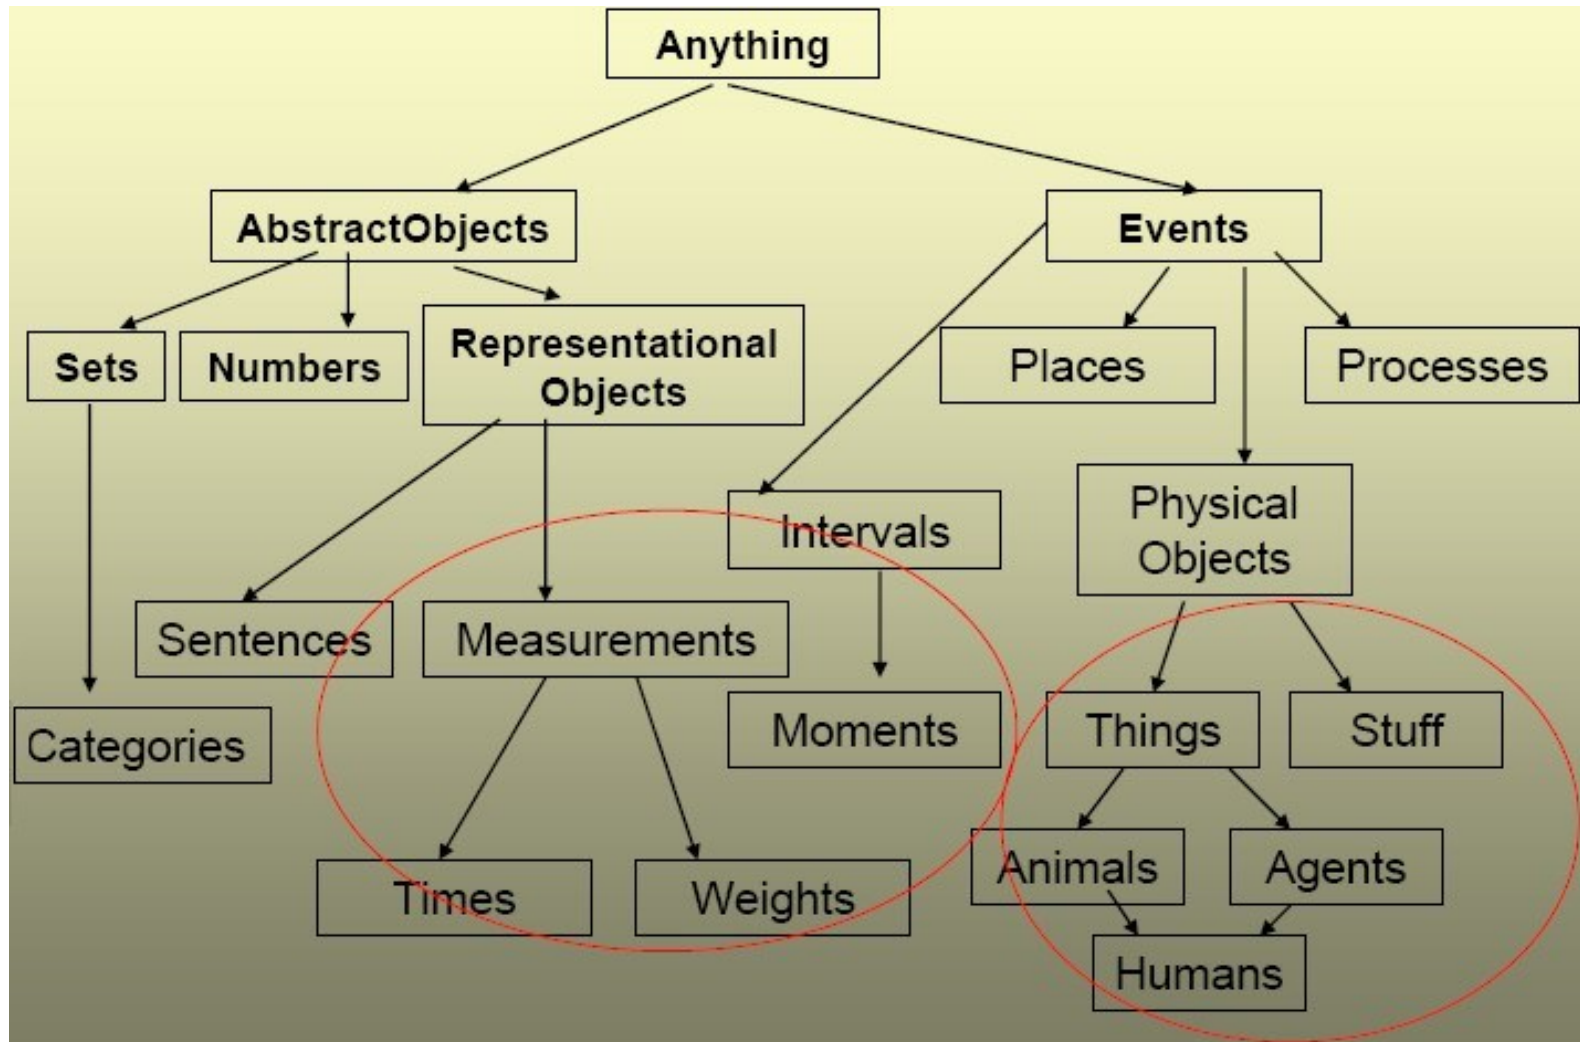 Anything
AbstractObjects
Events
Sets
Numbers
Representational
Objects
Places
Processes
Intervals
Physical
Objects
Sentences
Measurements
Categories
Moments
Things
Stuff
Times
Weights
Animals
Agents
Humans